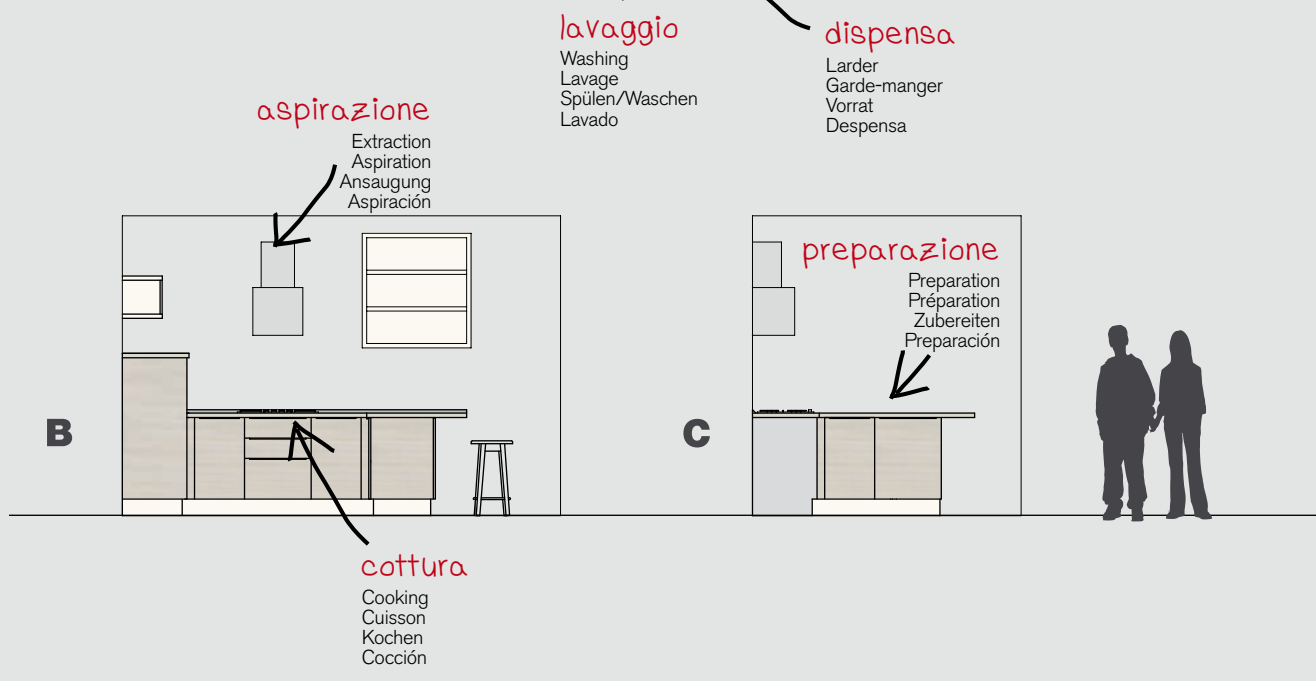 lavaggio
Washing
Lavage
Spülen/Waschen
Lavado
dispensa
Larder
Garde-manger
Vorrat
Despensa
aspirazione
Extraction
Aspiration
Ansaugung
Aspiración
preparazione
Preparation
Préparation
Zubereiten
Preparación
B
C
cottura
Cooking
Cuisson
Kochen
Cocción